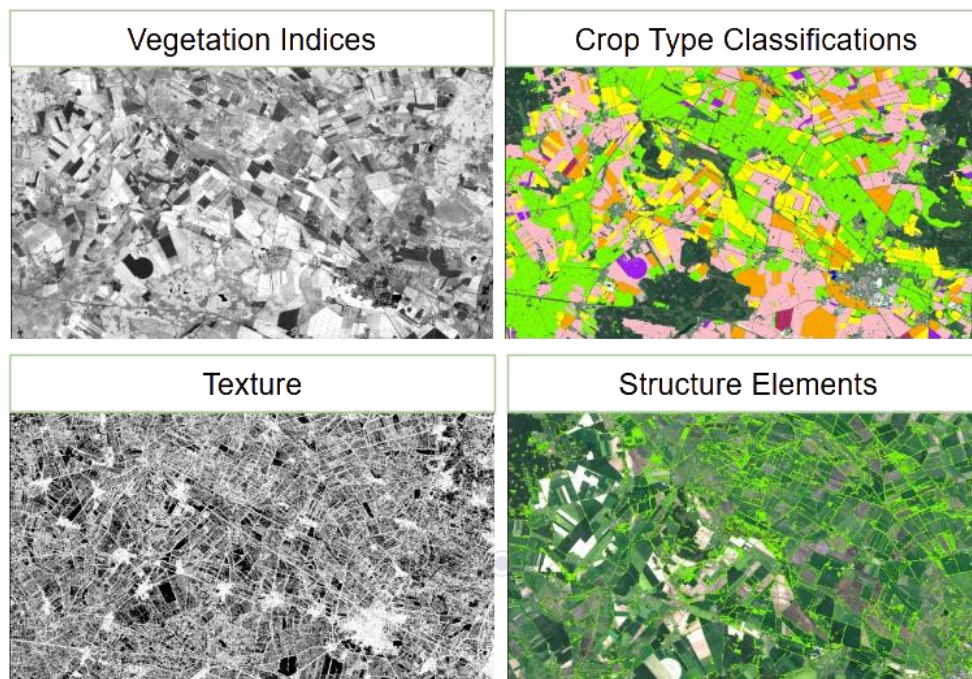 Vegetation Indices
Crop Type Classifications
Texture
Structure Elements